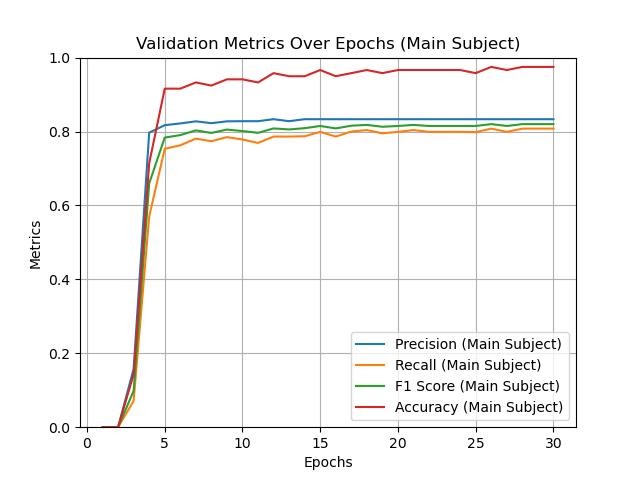 Validation Metrics Over Epochs (Main Subject)
1.0
0.8
0.6
0.4
0.2
0.0
Metrics
0
5
10
15
20
25
30
Epochs
Precision (Main Subject)
Recall (Main Subject)
F1 Score (Main Subject)
Accuracy (Main Subject)